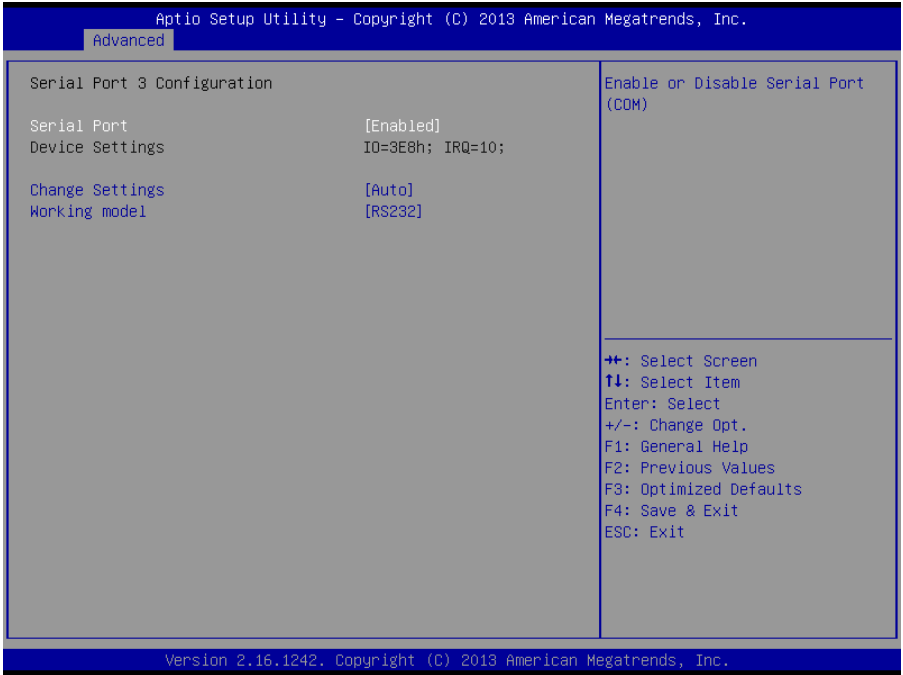 Aptio Setup Utility – Copyright (C) 2013 American Megatrends, Inc.
Advanced
Serial Port 3 Configuration
Serial Port [Enabled]
Device Settings IO=3E8h; IRQ=10;
Change Settings [Auto]
Working model [RS232]
Enable or Disable Serial Port
(COM)
→←: Select Screen
↑↓: Select Item
Enter: Select
+/-: Change Opt.
F1: General Help
F2: Previous Values
F3: Optimized Defaults
F4: Save & Exit
ESC: Exit
Version 2.16.1242. Copyright (C) 2013 American Megatrends, Inc.